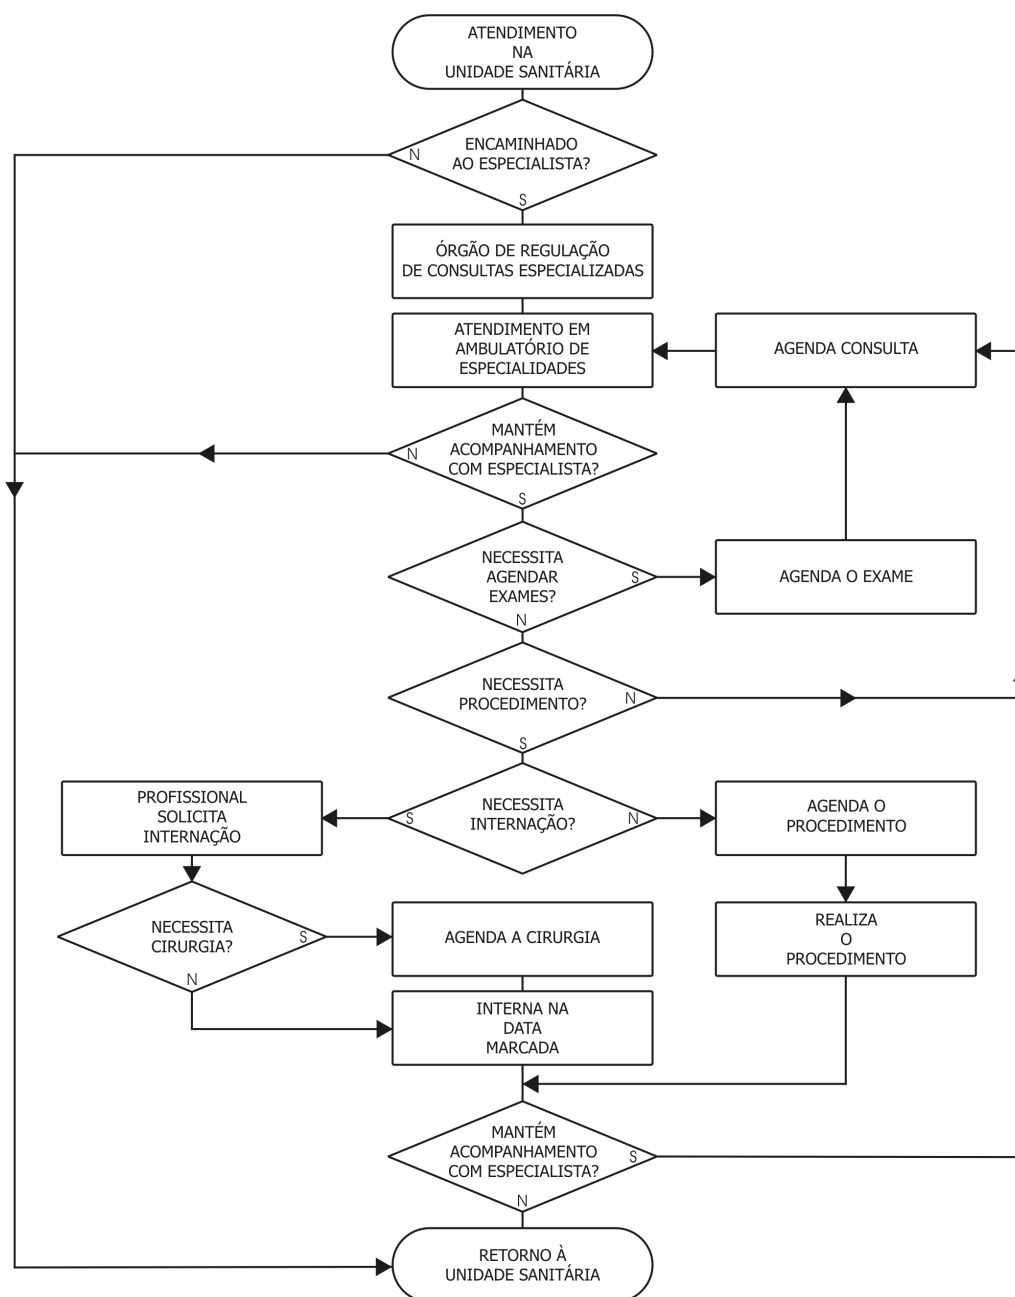 ATENDIMENTO
NA
UNIDADE SANITÁRIA
ENCAMINHADO
AO ESPECIALISTA?
N
S
ÓRGÃO DE REGULAÇÃO
DE CONSULTAS ESPECIALIZADAS
ATENDIMENTO EM
AMBULATÓRIO DE
ESPECIALIDADES
AGENDA CONSULTA
MANTÉM
ACOMPANHAMENTO
COM ESPECIALISTA?
N
S
NECESSITA
AGENDAR
EXAMES?
S
N
AGENDA O EXAME
NECESSITA
PROCEDIMENTO?
N
S
NECESSITA
INTERNAÇÃO?
S
N
PROFISSIONAL
SOLICITA
INTERNAÇÃO
AGENDA O
PROCEDIMENTO
NECESSITA
CIRURGIA?
S
N
AGENDA A CIRURGIA
REALIZA
O
PROCEDIMENTO
INTERNA NA
DATA
MARCADA
MANTÉM
ACOMPANHAMENTO
COM ESPECIALISTA?
S
N
RETORNO À
UNIDADE SANITÁRIA